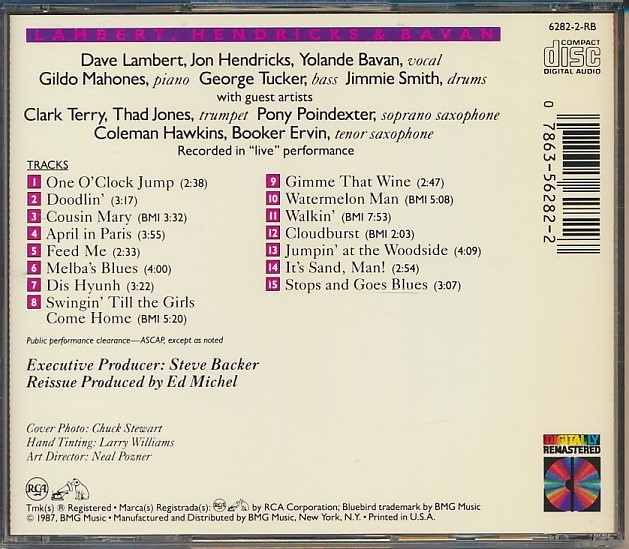 LAMBERT, HENDRICKS & BAVAN
6282-2-RB
COMPACT
disc
DIGITAL AUDIO
Dave Lambert, Jon Hendricks, Yolande Bavan, vocal
Gildo Mahones, piano George Tucker, bass Jimmie Smith, drums
with guest artists
Clark Terry, Thad Jones, trumpet Pony Poindexter, soprano saxophone
Coleman Hawkins, Booker Ervin, tenor saxophone
Recorded in "live" performance
0 7863-56282-2
TRACKS
1 One O'Clock Jump (2:38)
2 Doodlin' (3:17)
3 Cousin Mary (BMI 3:32)
4 April in Paris (3:55)
5 Feed Me (2:33)
6 Melba's Blues (4:00)
7 Dis Hyunh (3:22)
8 Swingin' Till the Girls
Come Home (BMI 5:20)
9 Gimme That Wine (2:47)
10 Watermelon Man (BMI 5:08)
11 Walkin' (BMI 7:53)
12 Cloudburst (BMI 2:03)
13 Jumpin' at the Woodside (4:09)
14 It's Sand, Man! (2:54)
15 Stops and Goes Blues (3:07)
Public performance clearance—ASCAP, except as noted
Executive Producer: Steve Backer
Reissue Produced by Ed Michel
Cover Photo: Chuck Stewart
Hand Tinting: Larry Williams
Art Director: Neal Pozner
DIGITALLY
REMASTERED
RCA
Tmk(s) ® Registered • Marca(s) Registrada(s): RCA by RCA Corporation; Bluebird trademark by BMG Music
© 1987, BMG Music • Manufactured and Distributed by BMG Music, New York, N.Y. • Printed in U.S.A.